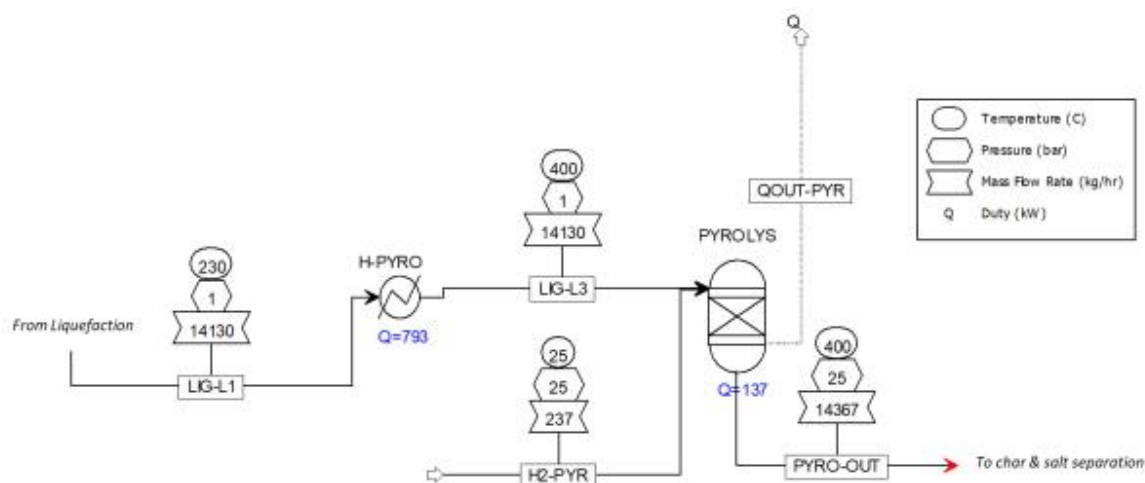 Q
Temperature (C)
Pressure (bar)
Mass Flow Rate (kg/hr)
Q Duty (kW)
400
1
14130
QOUT-PYR
PYROLYS
230
1
14130
H-PYRO
LIG-L3
From Liquefaction
Q=793
LIG-L1
25
25
237
400
25
14367
Q=137
H2-PYR
PYRO-OUT
To char & salt separation